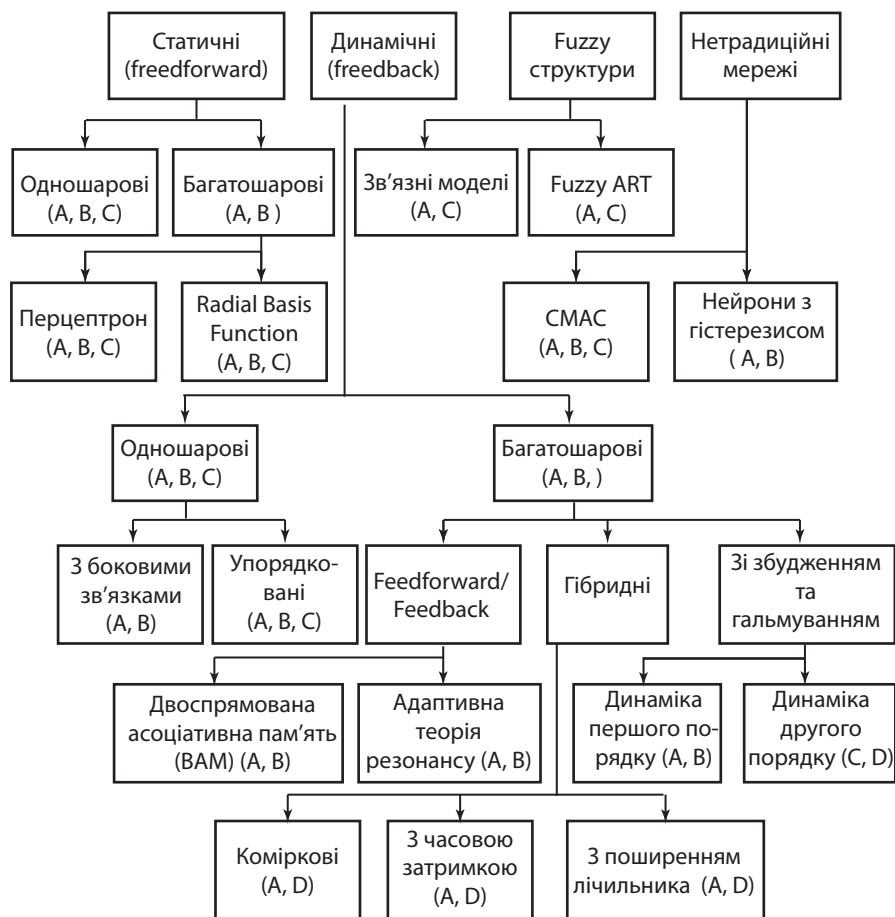 Статичні
(freedforward)
Динамічні
(freedback)
Fuzzy
структури
Нетрадиційні
мережі
Одношарові
(A, B, C)
Багатошарові
(A, B )
Зв'язні моделі
(A, C)
Fuzzy ART
(A, C)
Перцептрон
(A, B, C)
Radial Basis
Function
(A, B, C)
CMAC
(A, B, C)
Нейрони з
гістерезисом
( A, B)
Одношарові
(A, B, C)
Багатошарові
(A, B, )
З боковими
зв'язками
(A, B)
Упорядко-
вані
(A, B, C)
Feedforward/
Feedback
Гібридні
Зі збудженням
та
гальмуванням
Двоспрямована
асоціативна пам'ять
(BAM) (A, B)
Адаптивна
теорія
резонансу (A, B)
Динаміка
першого по-
рядку (A, B)
Динаміка
другого
порядку (C, D)
Коміркові
(A, D)
З часовою
затримкою
(A, D)
З поширенням
лічильника (A, D)